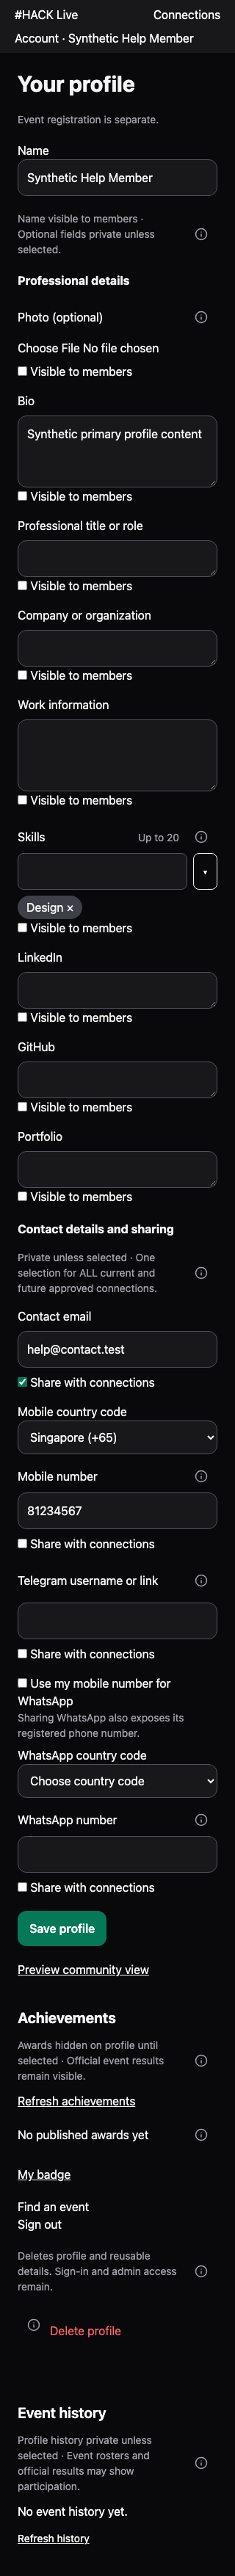 #HACK Live Connections
Account · Synthetic Help Member
Your profile
Event registration is separate.
Name
Synthetic Help Member
Name visible to members ·
Optional fields private unless
selected.
Professional details
Photo (optional)
Choose File No file chosen
Visible to members
Bio
Synthetic primary profile content
Visible to members
Professional title or role
Visible to members
Company or organization
Visible to members
Work information
Visible to members
Skills Up to 20
Design ×
Visible to members
LinkedIn
Visible to members
GitHub
Visible to members
Portfolio
Visible to members
Contact details and sharing
Private unless selected · One
selection for ALL current and
future approved connections.
Contact email
help@contact.test
Share with connections
Mobile country code
Singapore (+65)
Mobile number
81234567
Share with connections
Telegram username or link
Share with connections
Use my mobile number for
WhatsApp
Sharing WhatsApp also exposes its
registered phone number.
WhatsApp country code
Choose country code
WhatsApp number
Share with connections
Save profile
Preview community view
Achievements
Awards hidden on profile until
selected · Official event results
remain visible.
Refresh achievements
No published awards yet
My badge
Find an event
Sign out
Deletes profile and reusable
details. Sign-in and admin access
remain.
Delete profile
Event history
Profile history private unless
selected · Event rosters and
official results may show
participation.
No event history yet.
Refresh history